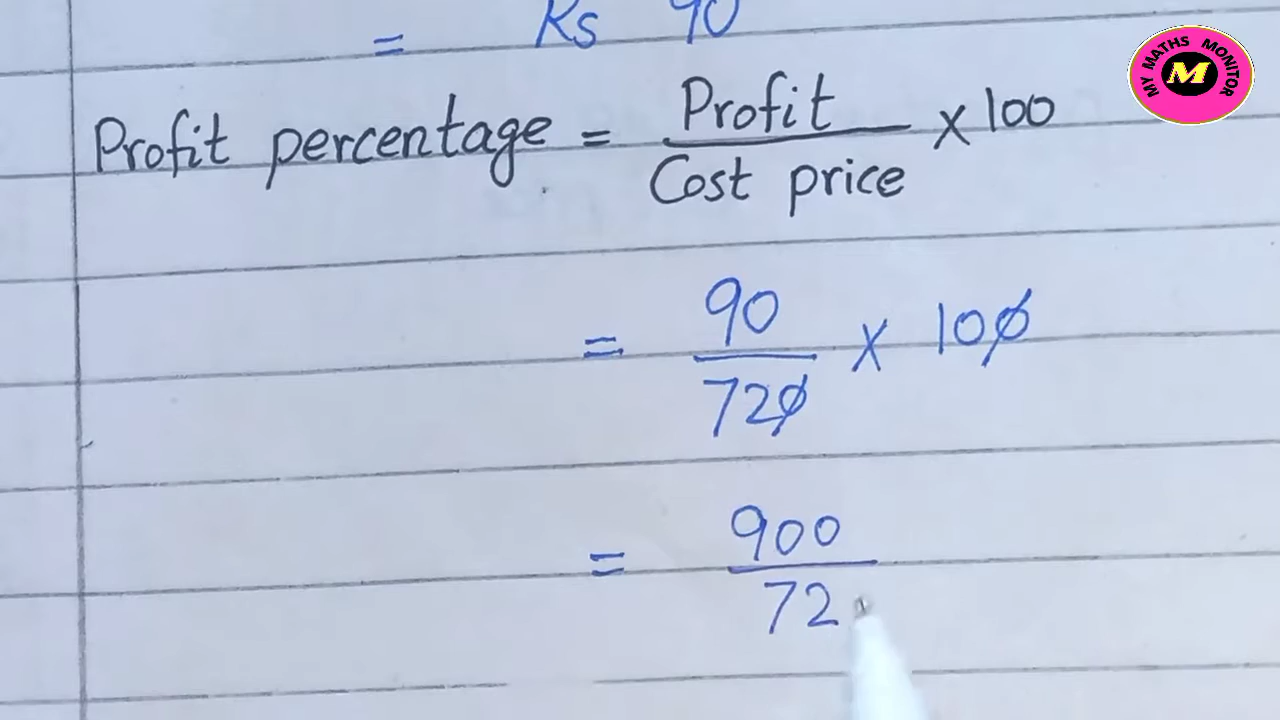 = Rs 90
Profit percentage = Profit / Cost price × 100
= 90 / 720 × 100
= 900 / 72
MY MATHS MONITOR
M